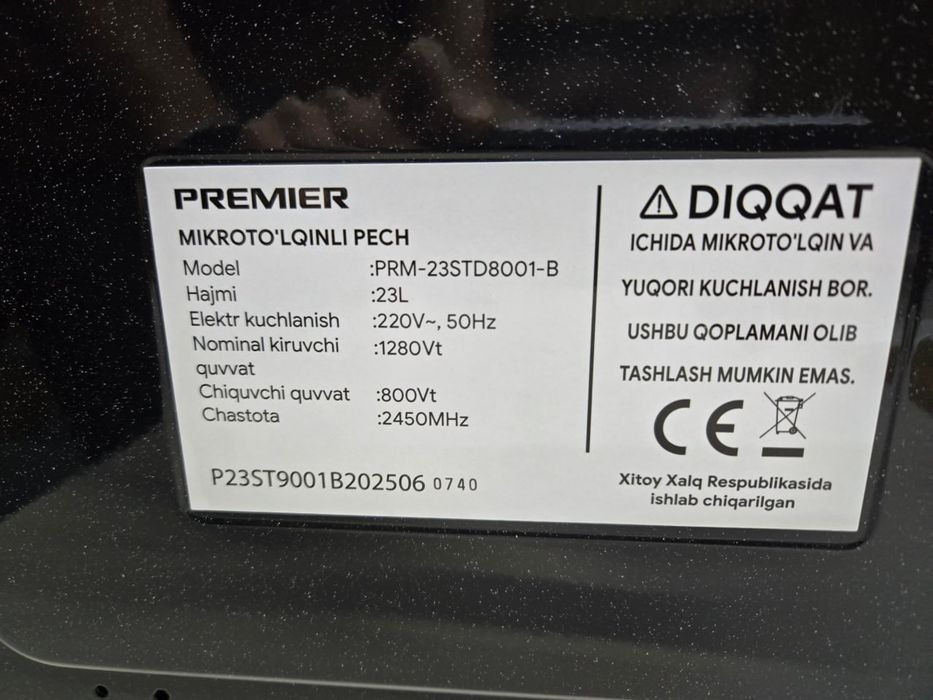 PREMIER
MIKROTO'LQINLI PECH
Model :PRM-23STD8001-B
Hajmi :23L
Elektr kuchlanish :220V~, 50Hz
Nominal kiruvchi :1280Vt
quvvat
Chiquvchi quvvat :800Vt
Chastota :2450MHz
P23ST9001B202506 0740
⚠DIQQAT
ICHIDA MIKROTO'LQIN VA
YUQORI KUCHLANISH BOR.
USHBU QOPLAMANI OLIB
TASHLASH MUMKIN EMAS.
CE
Xitoy Xalq Respublikasida
ishlab chiqarilgan